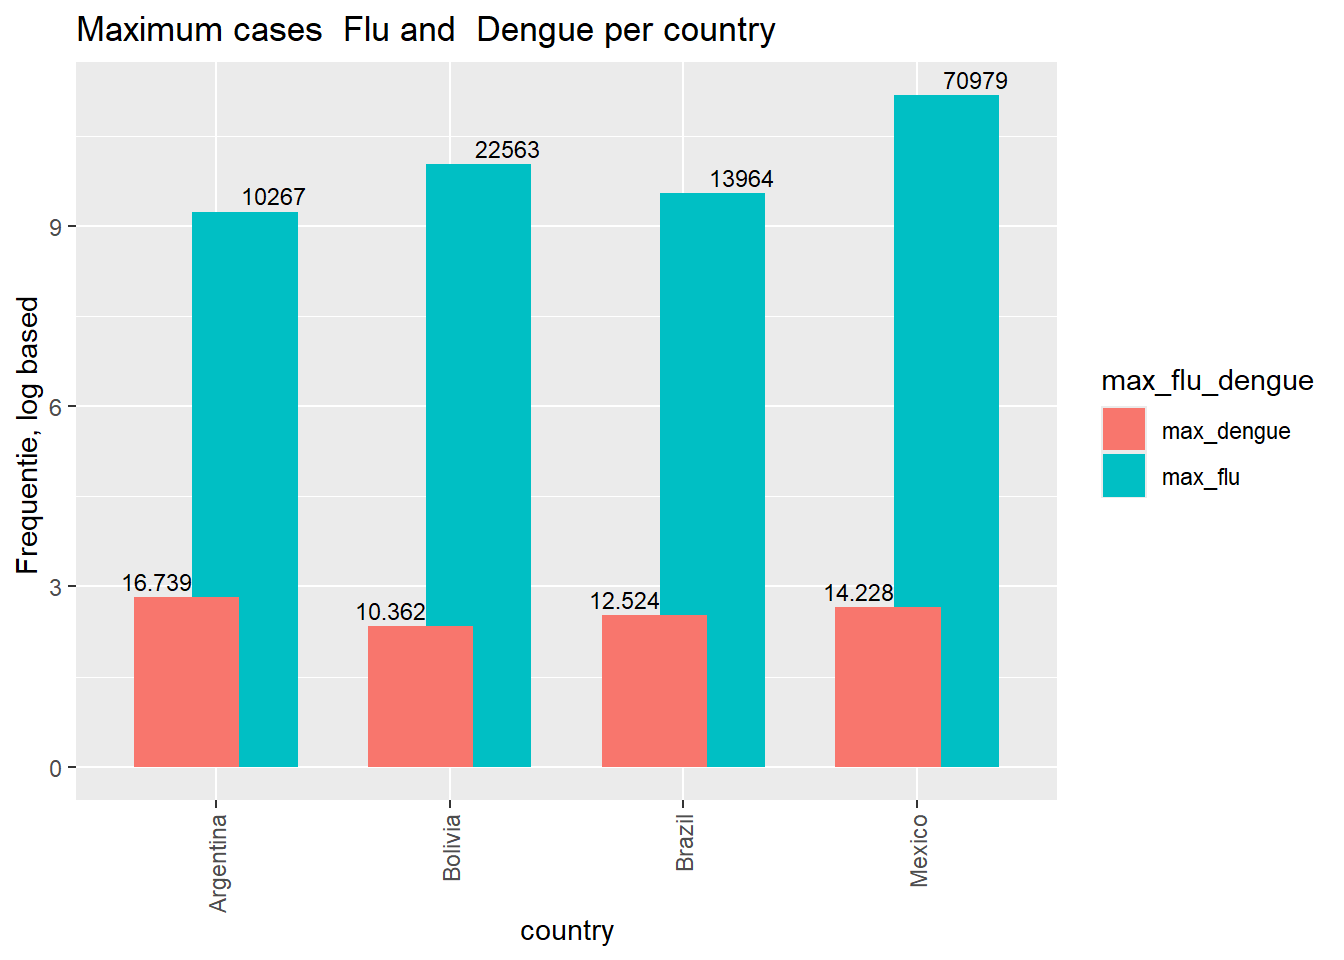 Maximum cases  Flu and  Dengue per country
70979
22563
13964
10267
9
Frequentie, log based
6
16.739
10.362
12.524
14.228
3
0
Argentina
Bolivia
Brazil
Mexico
country
max_flu_dengue
max_dengue
max_flu